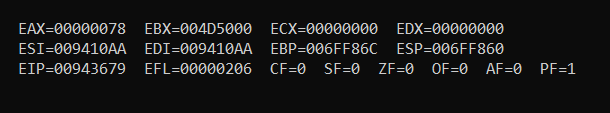 EAX=00000078  EBX=004D5000  ECX=00000000  EDX=00000000
ESI=009410AA  EDI=009410AA  EBP=006FF86C  ESP=006FF860
EIP=00943679  EFL=00000206  CF=0  SF=0  ZF=0  OF=0  AF=0  PF=1